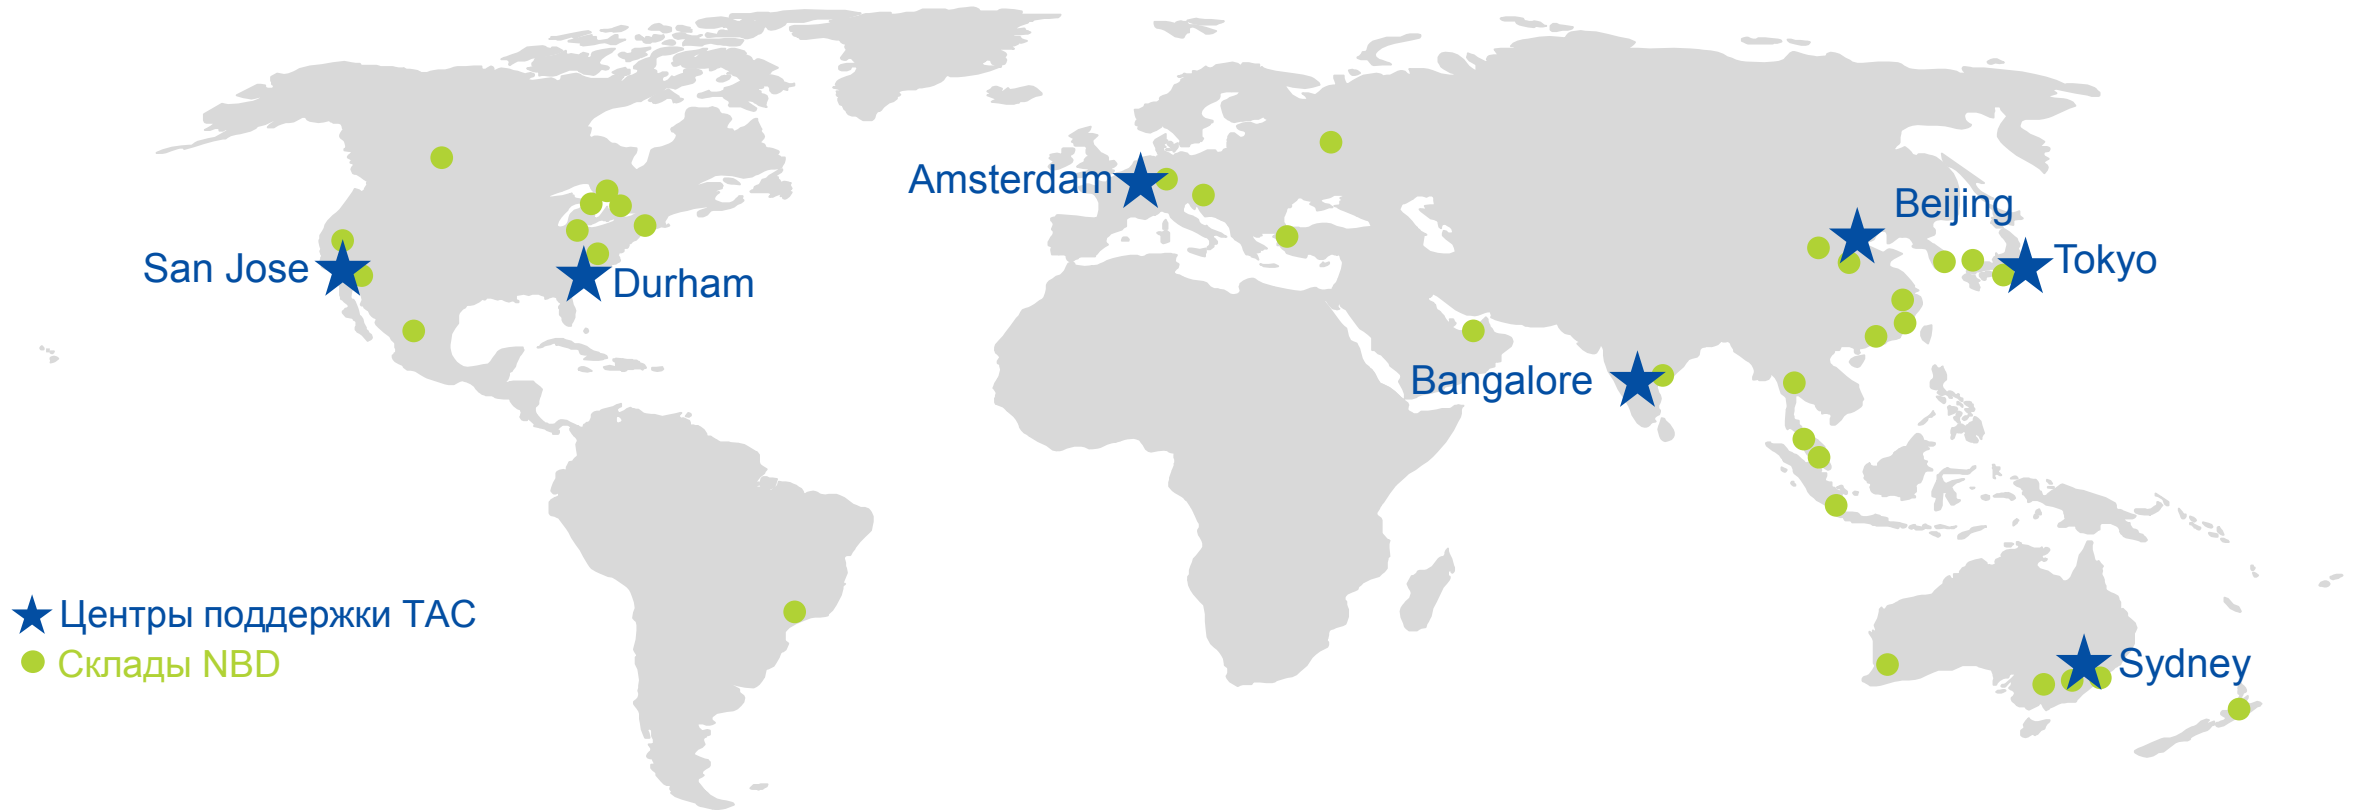 Amsterdam
Beijing
San Jose
Durham
Tokyo
Bangalore
Центры поддержки TAC
Склады NBD
Sydney